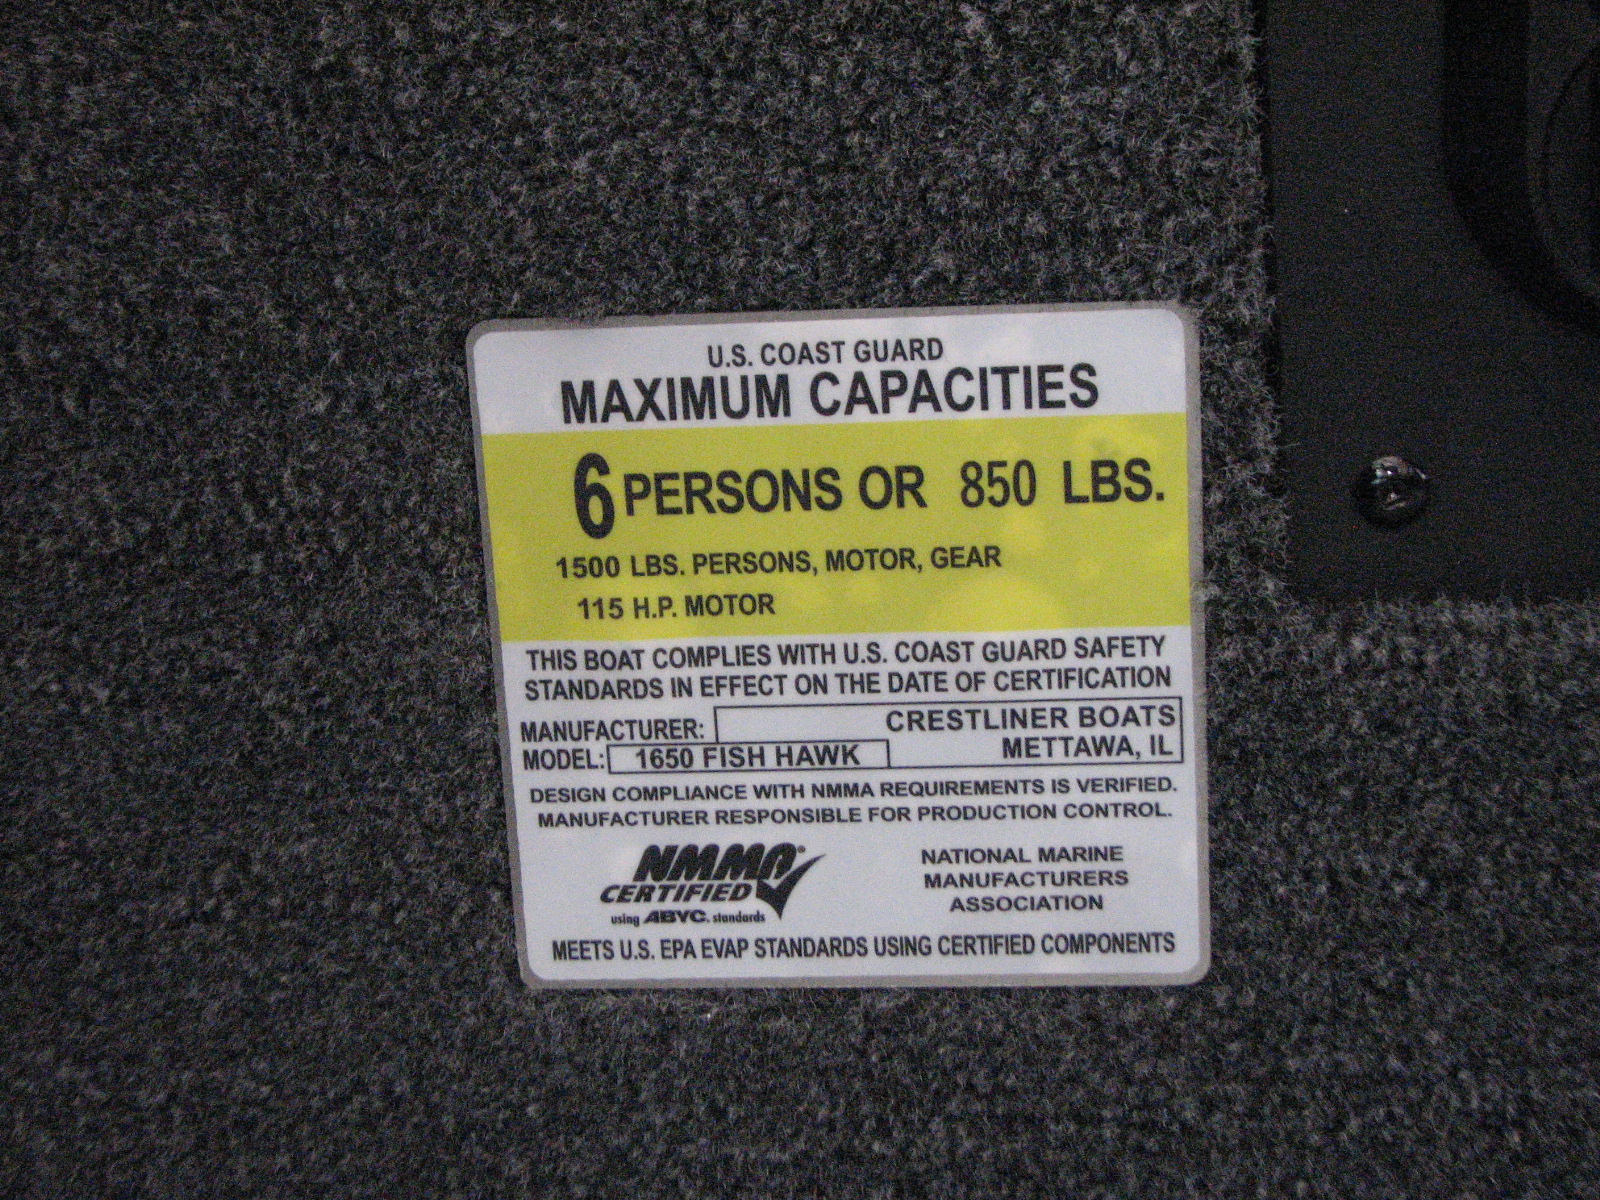 U.S. COAST GUARD
MAXIMUM CAPACITIES
6 PERSONS OR 850 LBS.
1500 LBS. PERSONS, MOTOR, GEAR
115 H.P. MOTOR
THIS BOAT COMPLIES WITH U.S. COAST GUARD SAFETY
STANDARDS IN EFFECT ON THE DATE OF CERTIFICATION
MANUFACTURER: CRESTLINER BOATS
MODEL: 1650 FISH HAWK METTAWA, IL
DESIGN COMPLIANCE WITH NMMA REQUIREMENTS IS VERIFIED.
MANUFACTURER RESPONSIBLE FOR PRODUCTION CONTROL.
NMMA®
CERTIFIED
using ABYC. standards
NATIONAL MARINE
MANUFACTURERS
ASSOCIATION
MEETS U.S. EPA EVAP STANDARDS USING CERTIFIED COMPONENTS